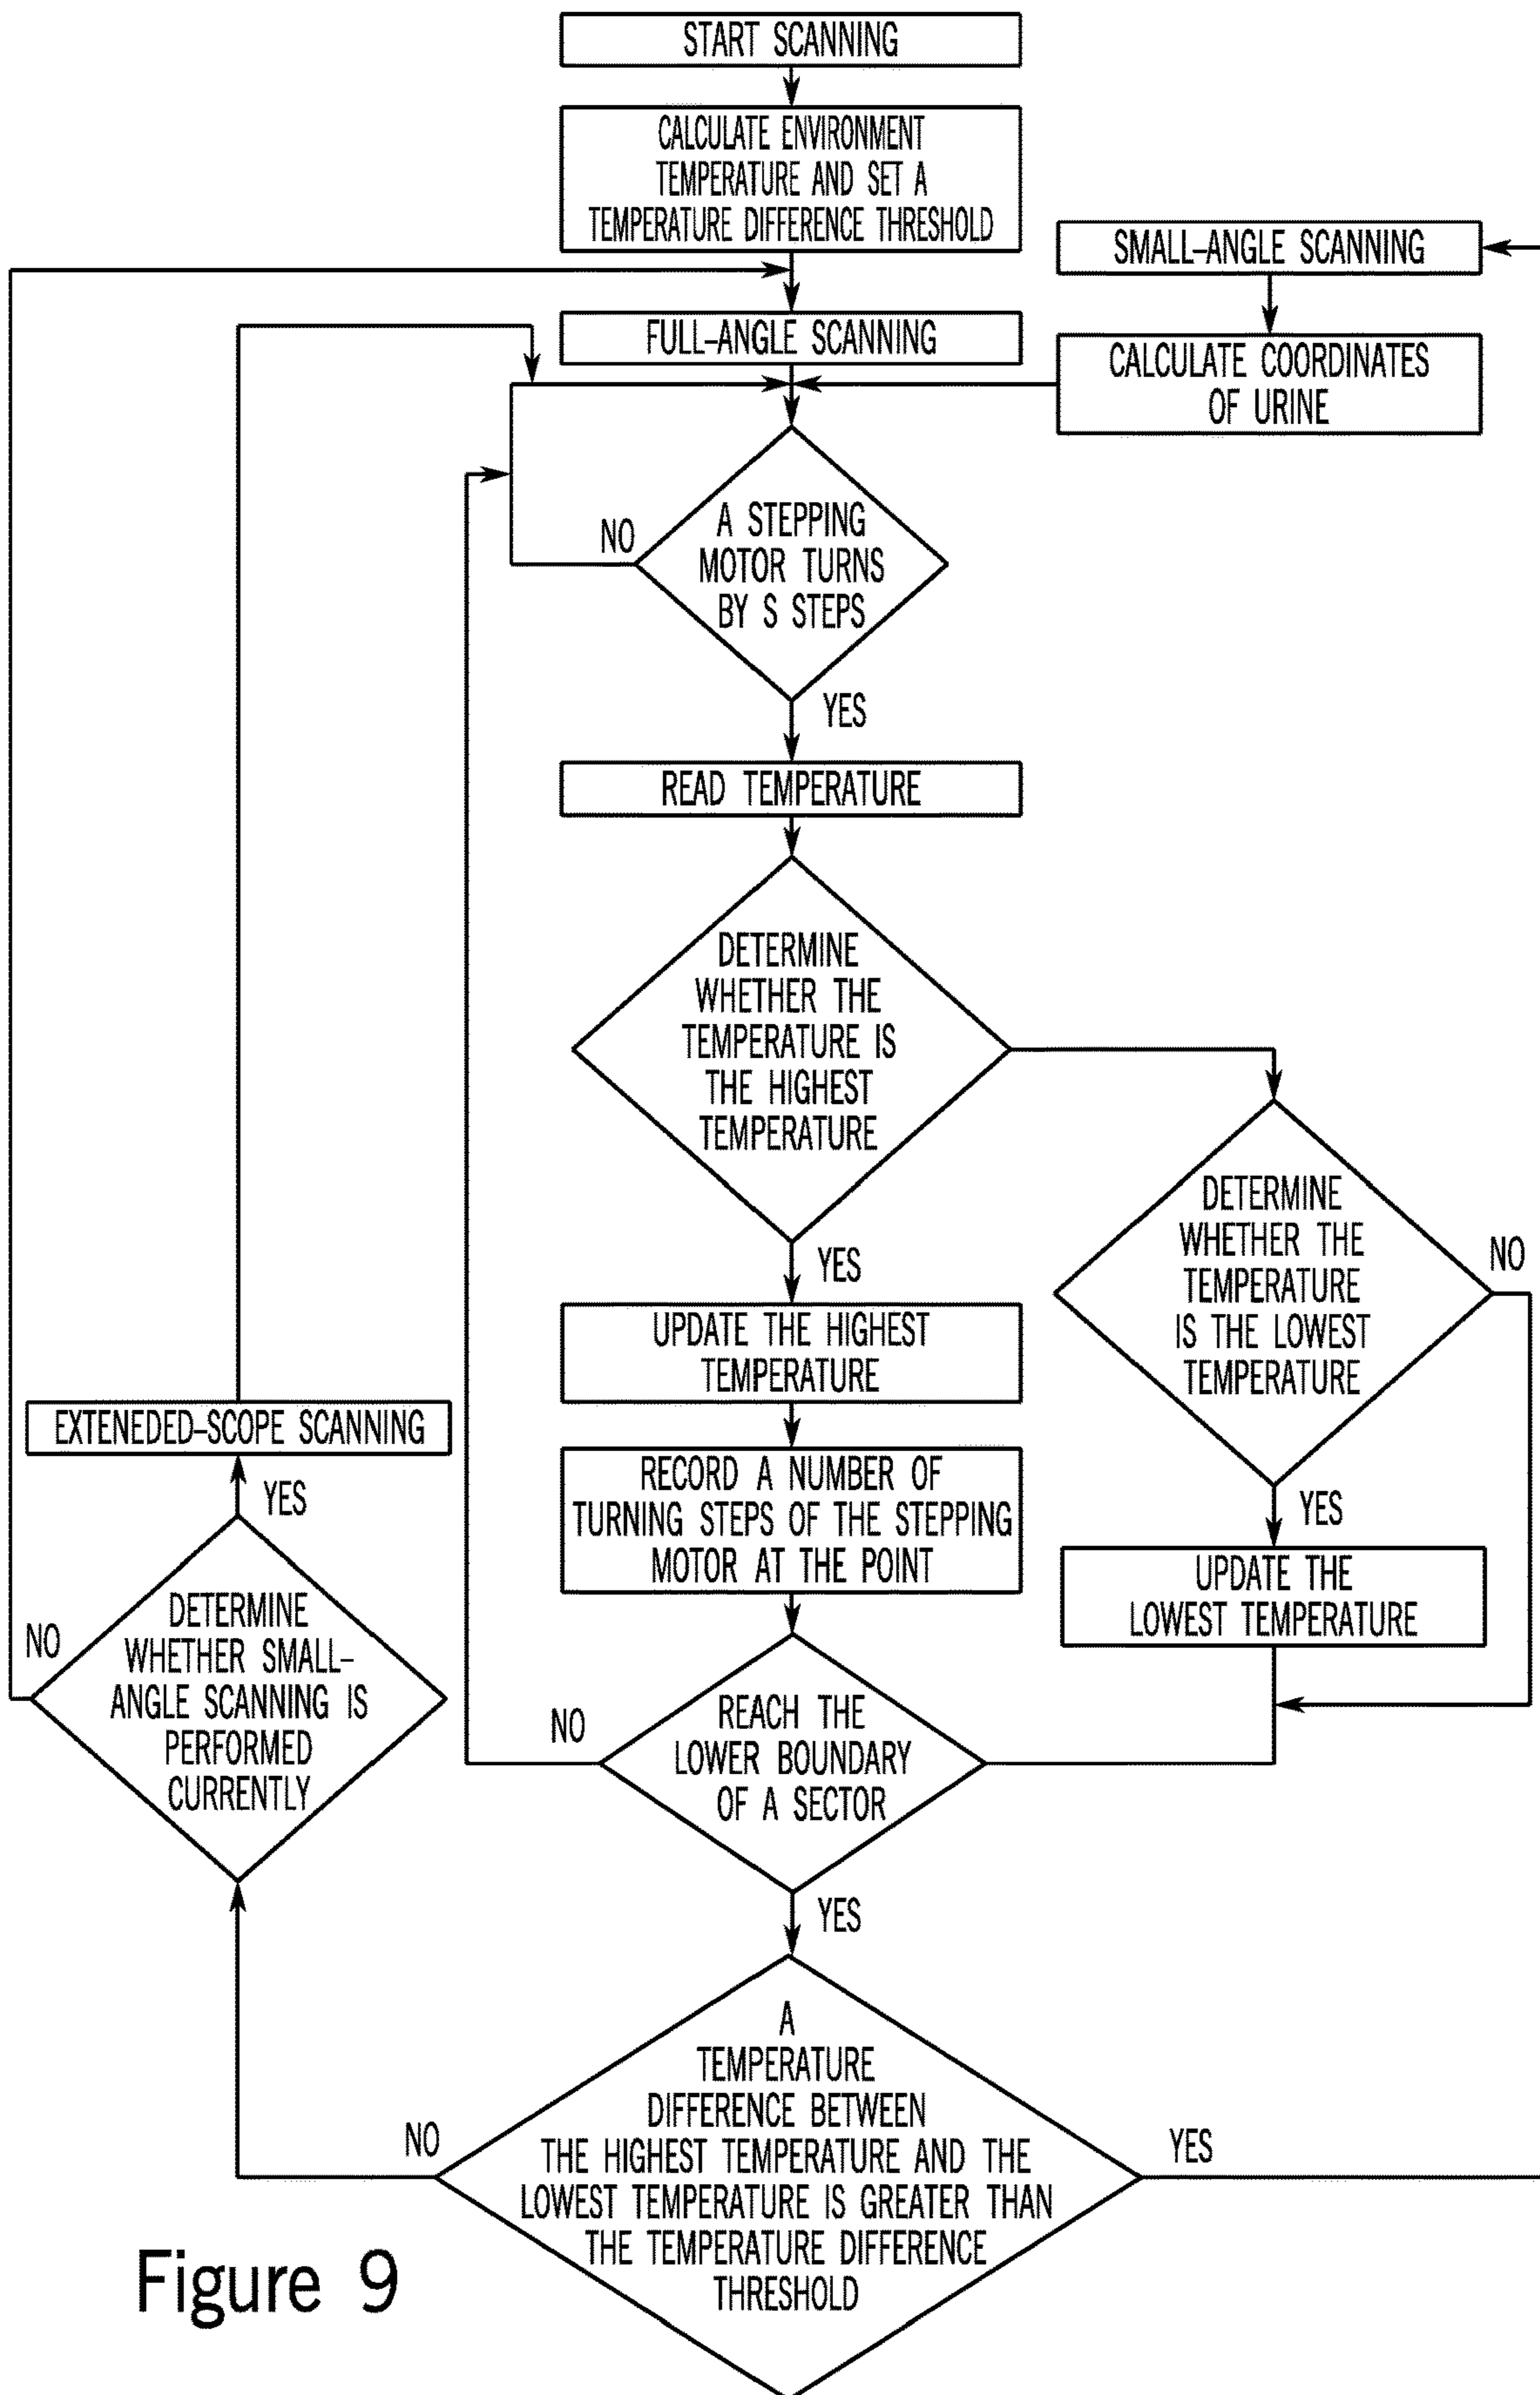 START SCANNING
CALCULATE ENVIRONMENT
TEMPERATURE AND SET A
TEMPERATURE DIFFERENCE THRESHOLD
SMALL-ANGLE SCANNING
FULL-ANGLE SCANNING
CALCULATE COORDINATES
OF URINE
A STEPPING
MOTOR TURNS
BY S STEPS
NO
YES
READ TEMPERATURE
DETERMINE
WHETHER THE
TEMPERATURE IS
THE HIGHEST
TEMPERATURE
DETERMINE
WHETHER THE
TEMPERATURE
IS THE LOWEST
TEMPERATURE
NO
YES
UPDATE THE HIGHEST
TEMPERATURE
EXTENEDED-SCOPE SCANNING
RECORD A NUMBER OF
TURNING STEPS OF THE STEPPING
MOTOR AT THE POINT
YES
YES
UPDATE THE
LOWEST TEMPERATURE
DETERMINE
WHETHER SMALL-
ANGLE SCANNING IS
PERFORMED
CURRENTLY
NO
REACH THE
LOWER BOUNDARY
OF A SECTOR
NO
YES
A
TEMPERATURE
DIFFERENCE BETWEEN
THE HIGHEST TEMPERATURE AND THE
LOWEST TEMPERATURE IS GREATER THAN
THE TEMPERATURE DIFFERENCE
THRESHOLD
NO
YES
Figure 9